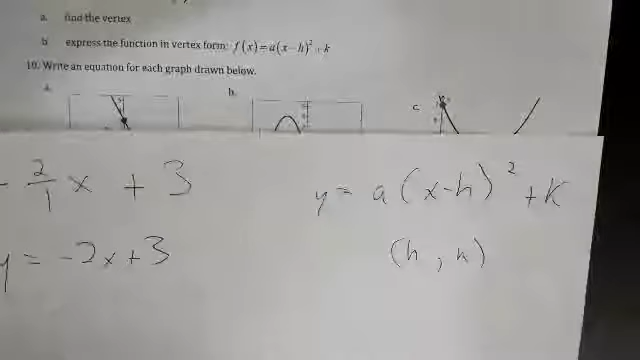 a. find the vertex
b express the function in vertex form: f(x)=a(x-h)²+k
10. Write an equation for each graph drawn below.
a.
b.
c.
- 2/1 x + 3
y = -2x+3
y = a(x-h)²+k
(h, k)